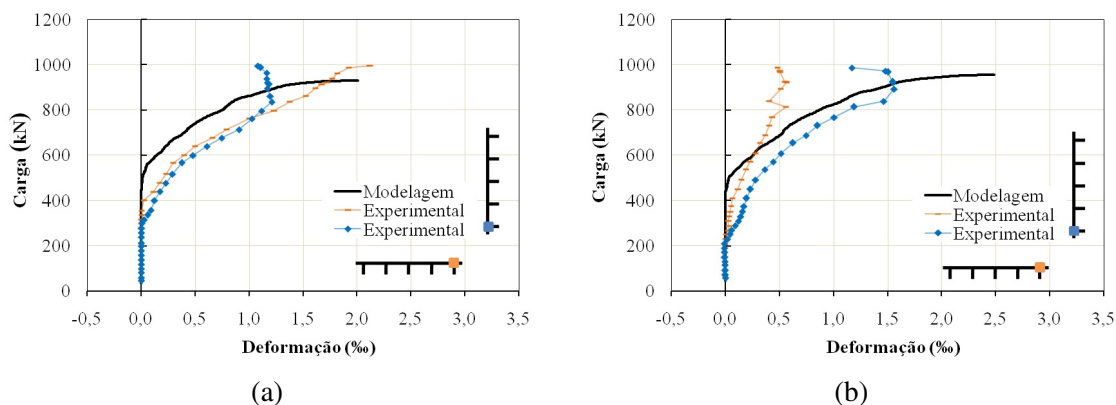 1200
1000
800
600
400
200
0
Carga (kN)
-0,5 0,0 0,5 1,0 1,5 2,0 2,5 3,0 3,5
Deformação (‰)
Modelagem
Experimental
Experimental
(a)
1200
1000
800
600
400
200
0
Carga (kN)
-0,5 0,0 0,5 1,0 1,5 2,0 2,5 3,0 3,5
Deformação (‰)
Modelagem
Experimental
Experimental
(b)